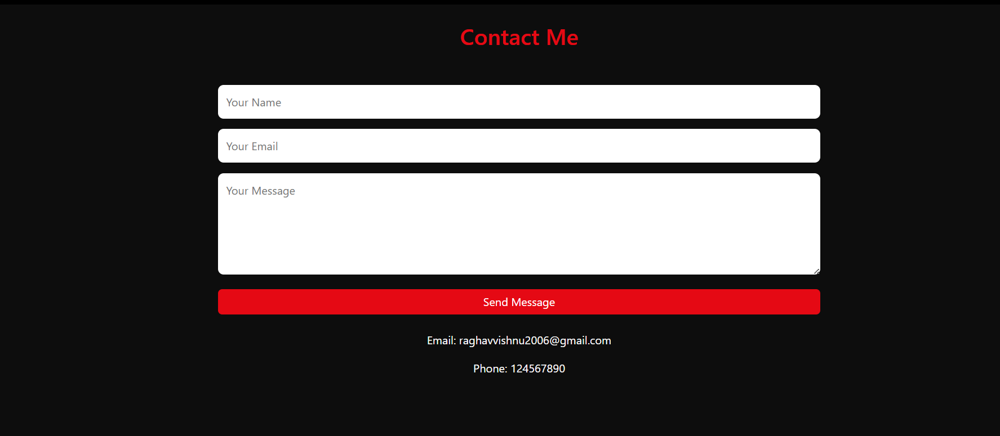 Contact Me
Your Name
Your Email
Your Message
Send Message
Email: raghavvishnu2006@gmail.com
Phone: 124567890